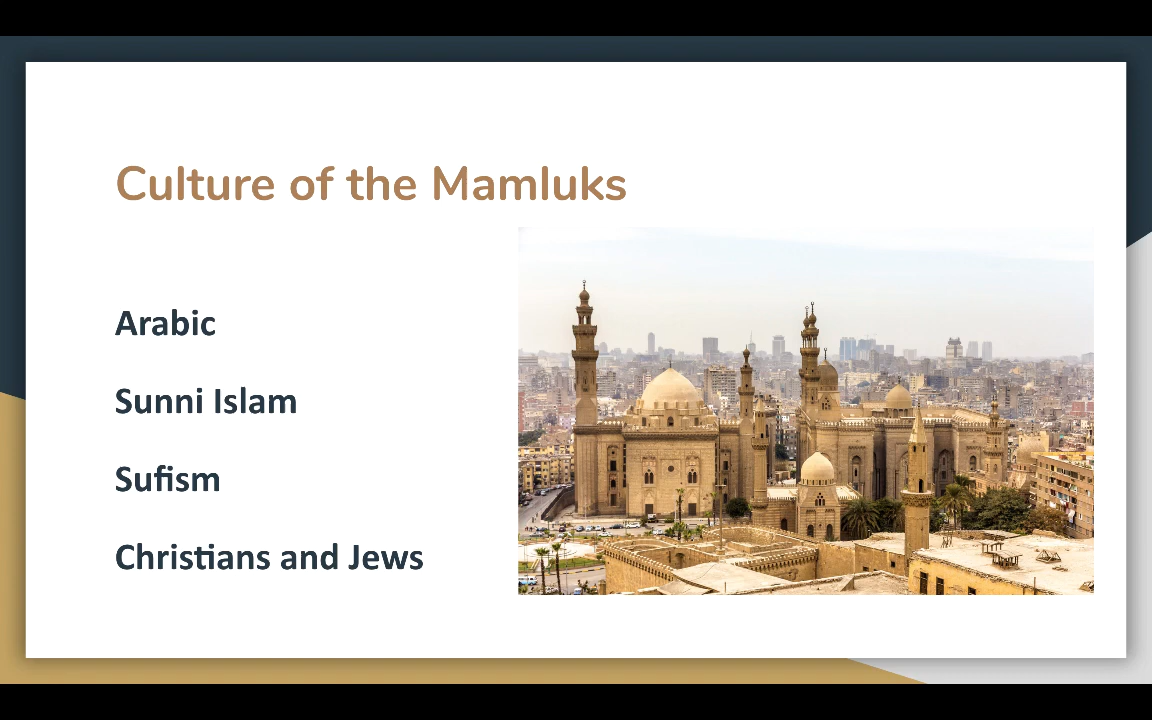 Culture of the Mamluks
Arabic
Sunni Islam
Sufism
Christians and Jews